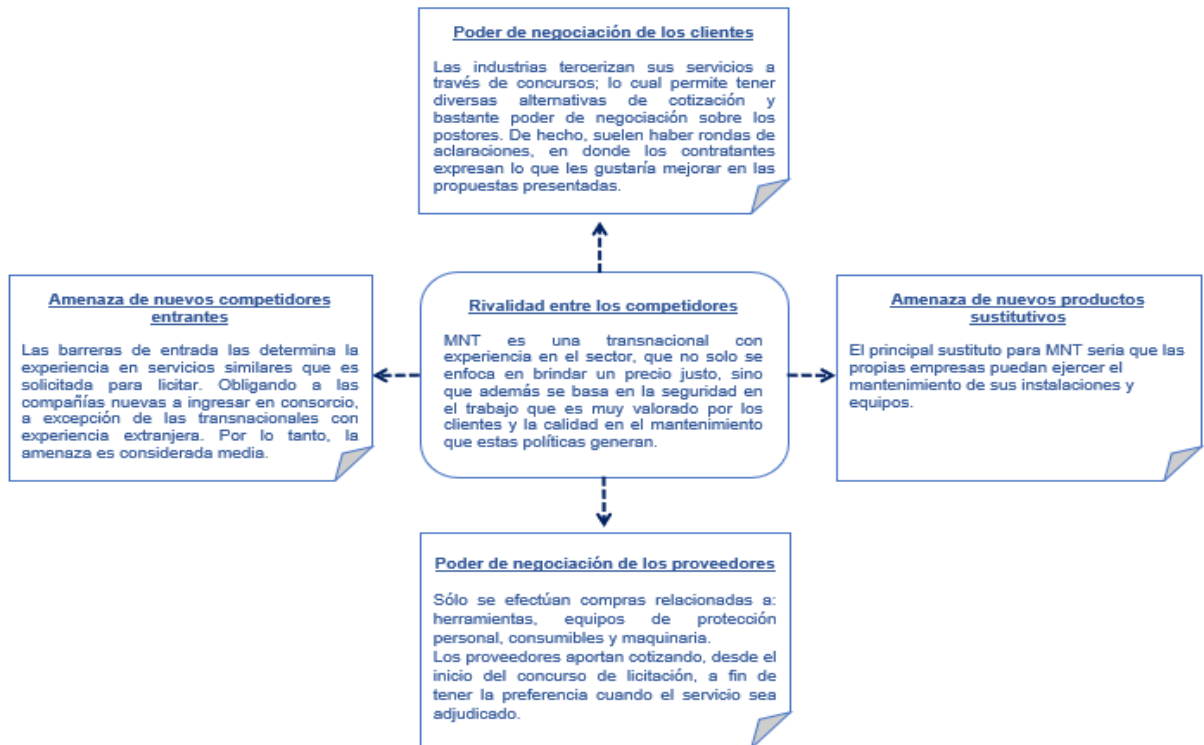 Poder de negociación de los clientes
Las industrias tercerizan sus servicios a
través de concursos; lo cual permite tener
diversas alternativas de cotización y
bastante poder de negociación sobre los
postores. De hecho, suelen haber rondas de
aclaraciones, en donde los contratantes
expresan lo que les gustaría mejorar en las
propuestas presentadas.
Amenaza de nuevos competidores
entrantes
Las barreras de entrada las determina la
experiencia en servicios similares que es
solicitada para licitar. Obligando a las
compañías nuevas a ingresar en consorcio,
a excepción de las transnacionales con
experiencia extranjera. Por lo tanto, la
amenaza es considerada media.
Rivalidad entre los competidores
MNT es una transnacional con
experiencia en el sector, que no solo se
enfoca en brindar un precio justo, sino
que además se basa en la seguridad en
el trabajo que es muy valorado por los
clientes y la calidad en el mantenimiento
que estas políticas generan.
Amenaza de nuevos productos
sustitutivos
El principal sustituto para MNT seria que las
propias empresas puedan ejercer el
mantenimiento de sus instalaciones y
equipos.
Poder de negociación de los proveedores
Sólo se efectúan compras relacionadas a:
herramientas, equipos de protección
personal, consumibles y maquinaria.
Los proveedores aportan cotizando, desde el
inicio del concurso de licitación, a fin de
tener la preferencia cuando el servicio sea
adjudicado.